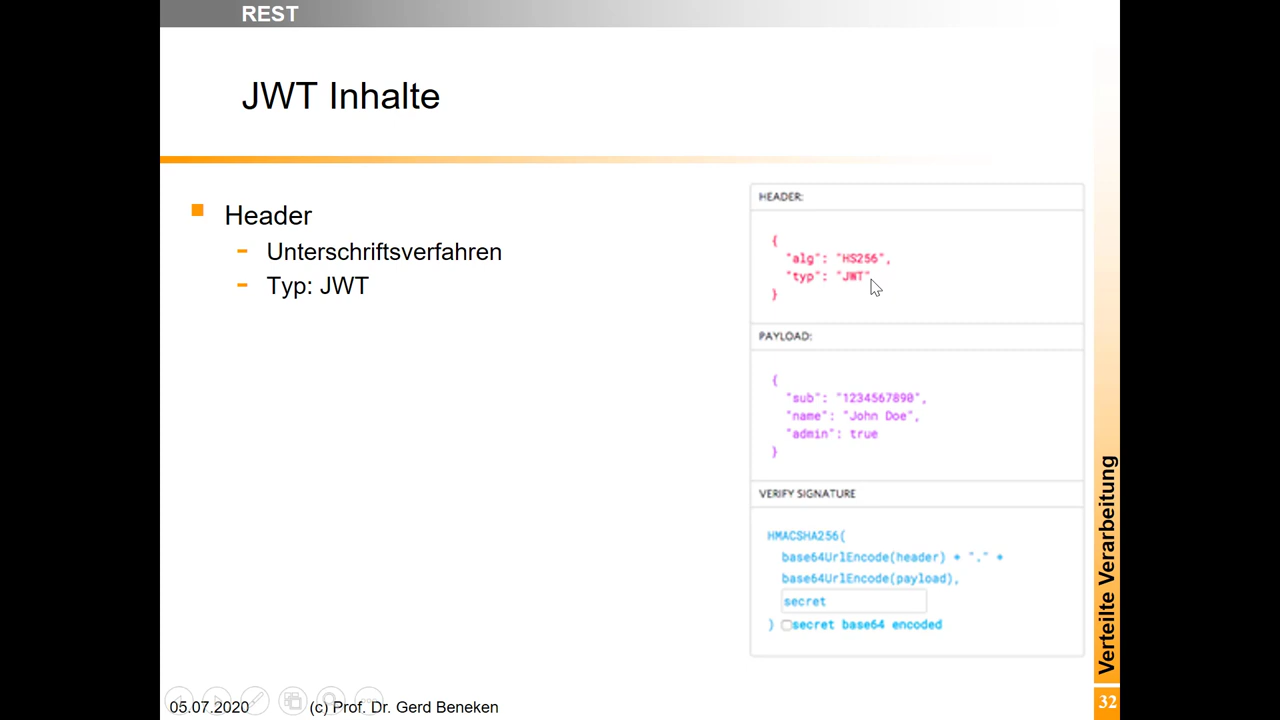 REST
JWT Inhalte
Header
- Unterschriftsverfahren
- Typ: JWT
HEADER:
{
"alg": "HS256",
"typ": "JWT"
}
PAYLOAD:
{
"sub": "1234567890",
"name": "John Doe",
"admin": true
}
VERIFY SIGNATURE
HMACSHA256(
base64UrlEncode(header) + "." +
base64UrlEncode(payload),
secret
) secret base64 encoded
Verteilte Verarbeitung
05.07.2020
(c) Prof. Dr. Gerd Beneken
32